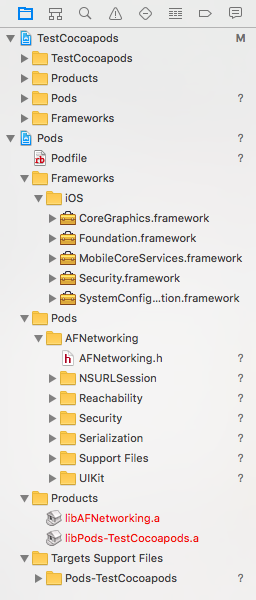 TestCocoapods M
TestCocoapods
Products
Pods ?
Frameworks
Pods ?
rb Podfile ?
Frameworks
iOS
CoreGraphics.framework
Foundation.framework
MobileCoreServices.framework
Security.framework
SystemConfig...tion.framework
Pods
AFNetworking
h AFNetworking.h ?
NSURLSession ?
Reachability ?
Security ?
Serialization ?
Support Files ?
UIKit ?
Products
libAFNetworking.a
libPods-TestCocoapods.a
Targets Support Files
Pods-TestCocoapods ?